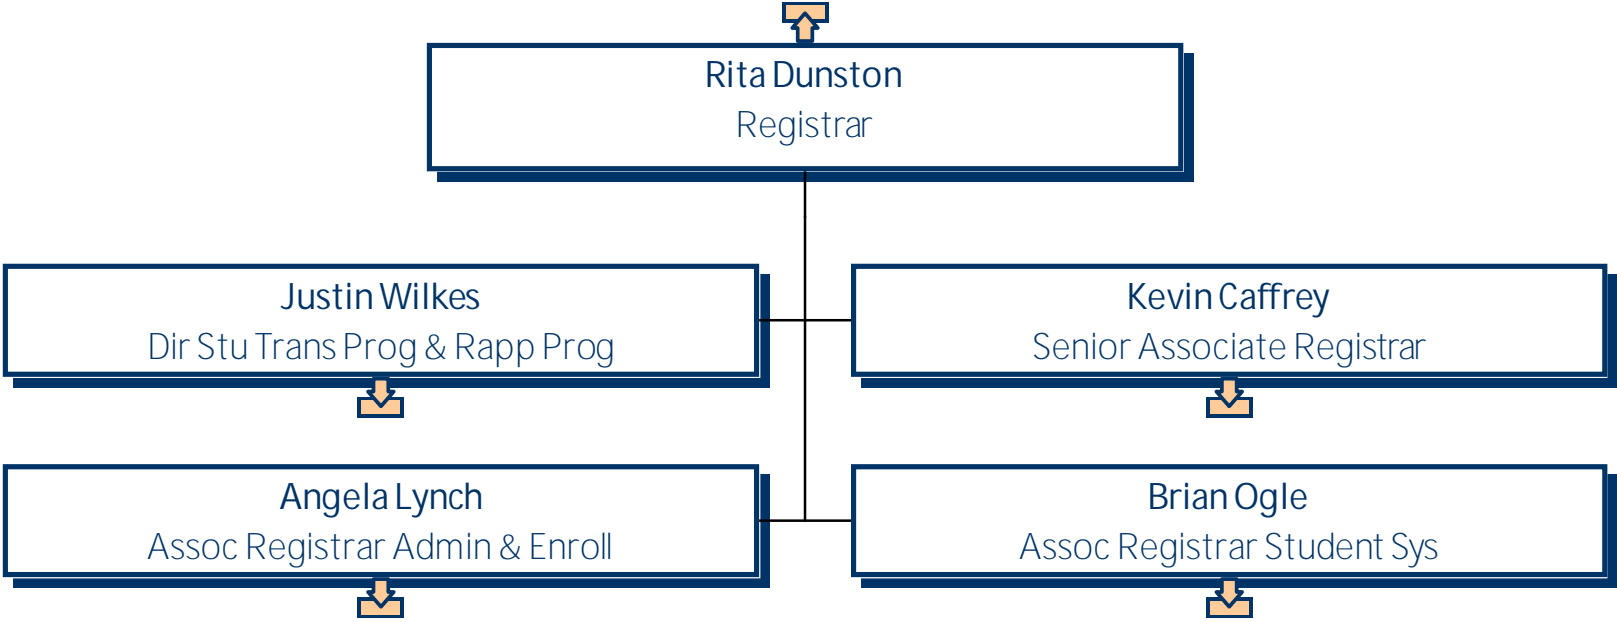 Rita Dunston
Registrar
Justin Wilkes
Dir Stu Trans Prog & Rapp Prog
Kevin Caffrey
Senior Associate Registrar
Angela Lynch
Assoc Registrar Admin & Enroll
Brian Ogle
Assoc Registrar Student Sys